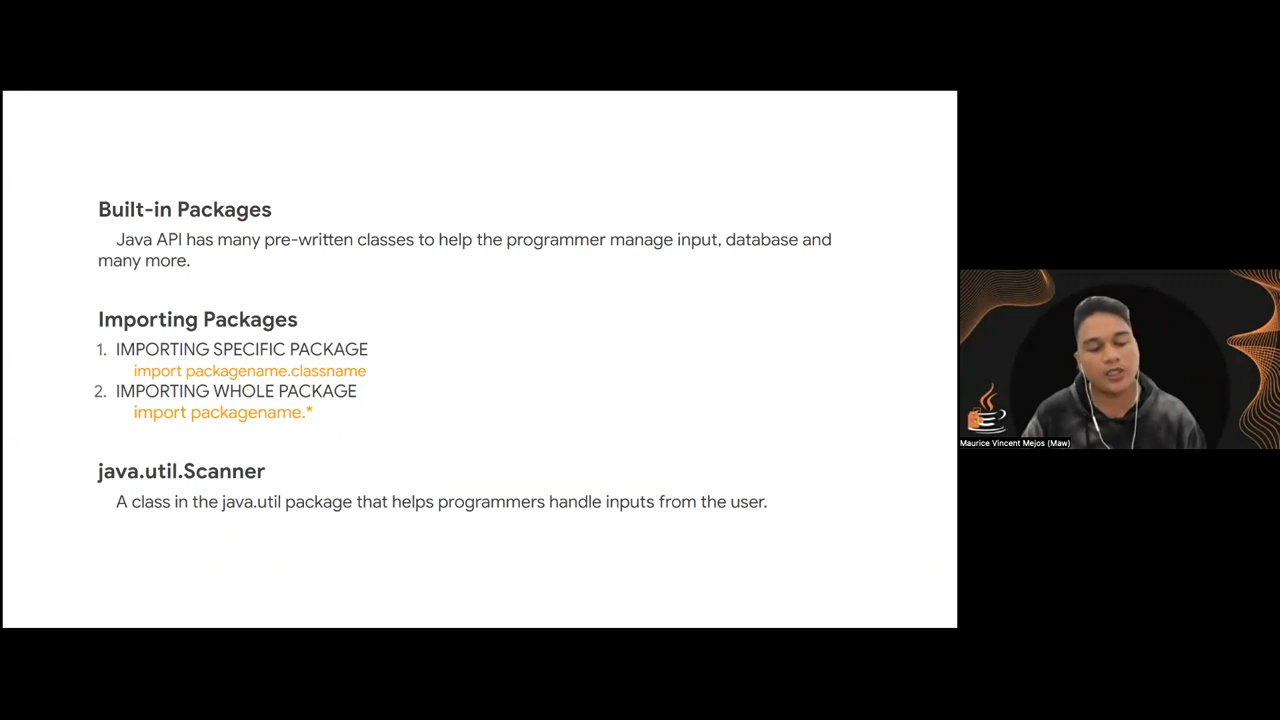 Built-in Packages
Java API has many pre-written classes to help the programmer manage input, database and
many more.
Importing Packages
1. IMPORTING SPECIFIC PACKAGE
import packagename.classname
2. IMPORTING WHOLE PACKAGE
import packagename.*
java.util.Scanner
A class in the java.util package that helps programmers handle inputs from the user.
Maurice Vincent Mejos (Maw)